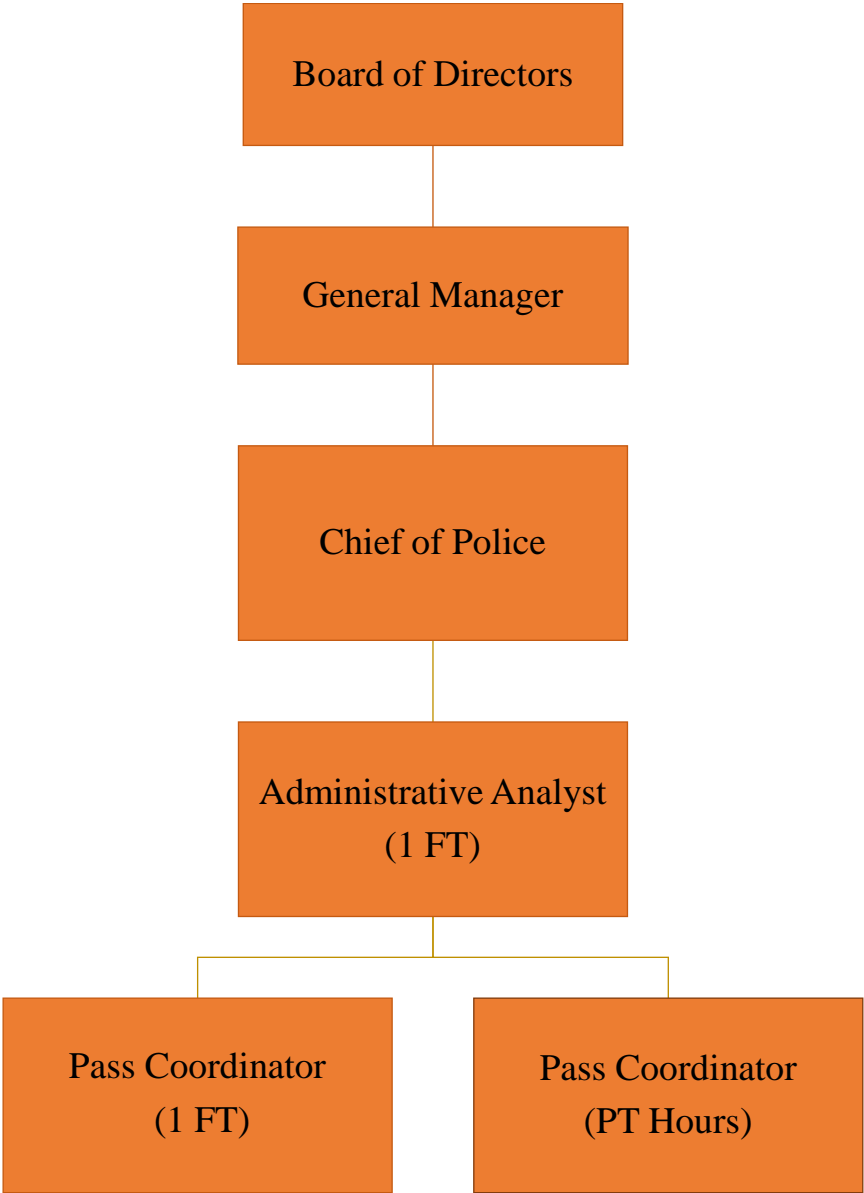 Board of Directors
General Manager
Chief of Police
Administrative Analyst
(1 FT)
Pass Coordinator
(1 FT)
Pass Coordinator
(PT Hours)